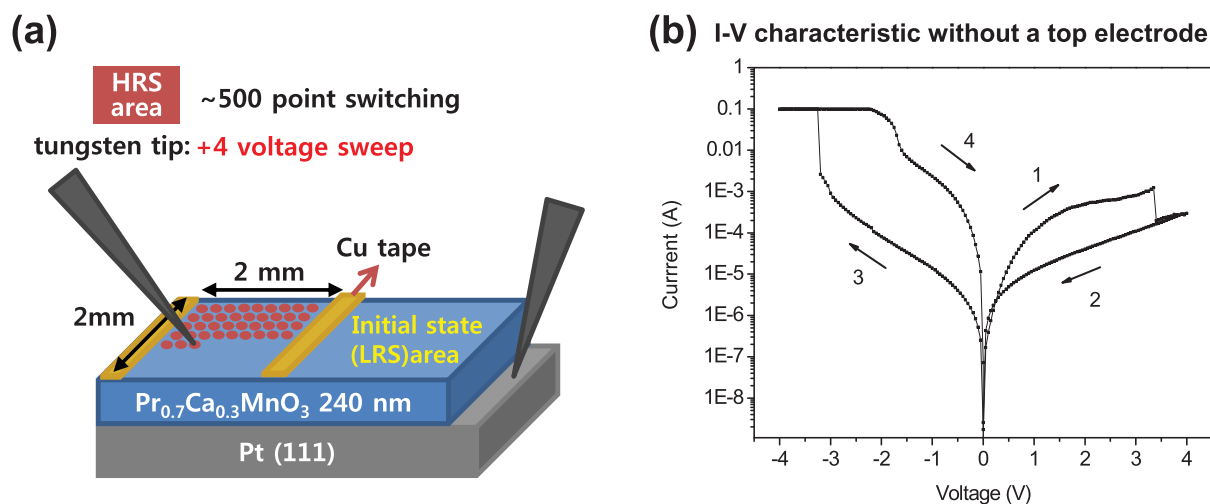 (a)
HRS
area
~500 point switching
tungsten tip: +4 voltage sweep
Cu tape
2 mm
2mm
Initial state
(LRS)area
Pr0.7Ca0.3MnO3 240 nm
Pt (111)
(b) I-V characteristic without a top electrode
1
0.1
0.01
1E-3
1E-4
1E-5
1E-6
1E-7
1E-8
Currrent (A)
4
1
3
2
-4 -3 -2 -1 0 1 2 3 4
Voltage (V)